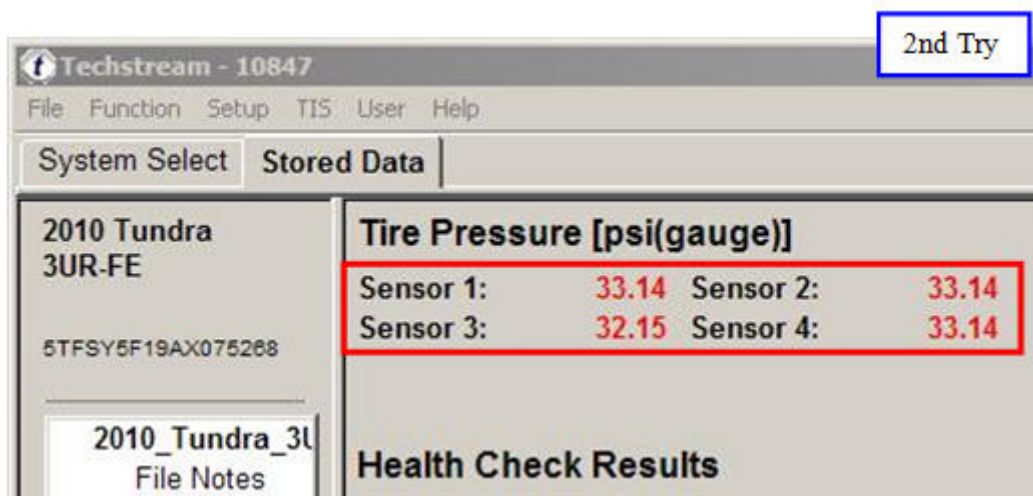 2nd Try
Techstream - 10847
File Function Setup TIS User Help
System Select Stored Data
2010 Tundra
3UR-FE
5TFSY5F19AX075268
2010_Tundra_3U
File Notes
Tire Pressure [psi(gauge)]
Sensor 1: 33.14 Sensor 2: 33.14
Sensor 3: 32.15 Sensor 4: 33.14
Health Check Results